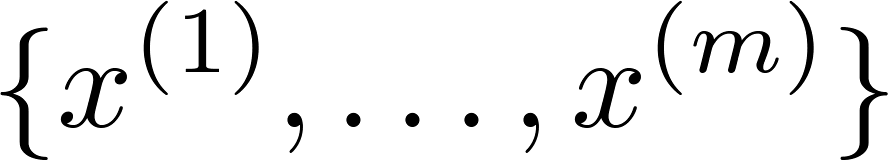 {x^{(1)}, . . . , x^{(m)}}